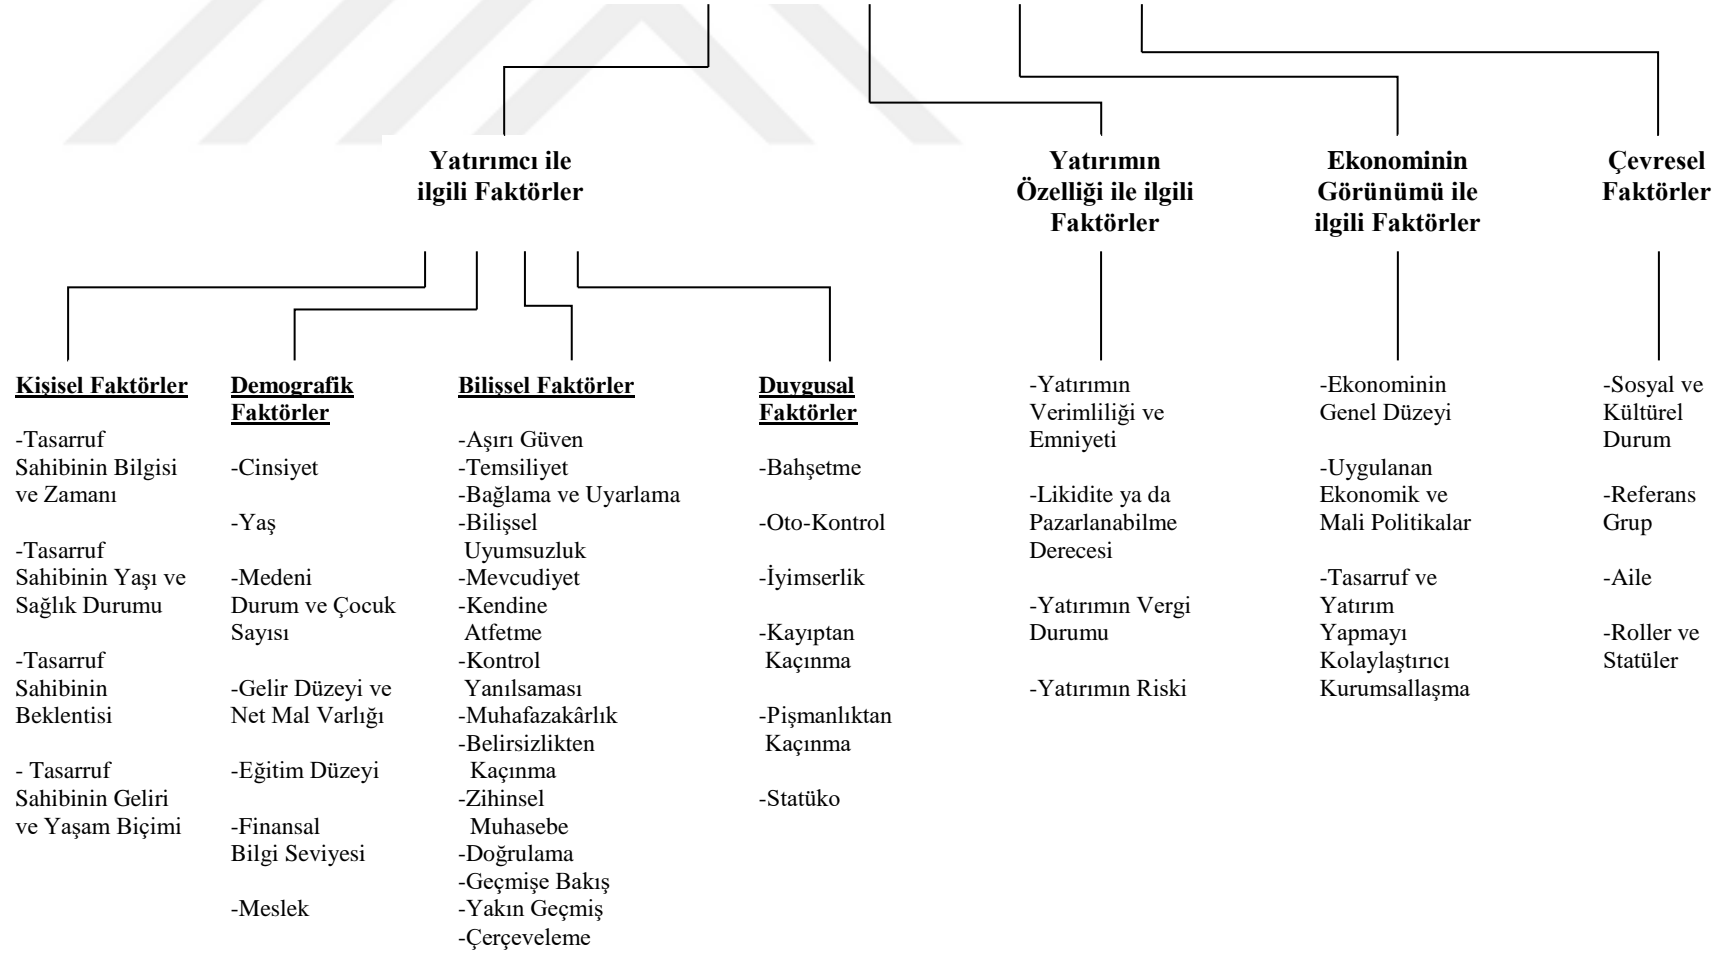 Yatırımcı ile
ilgili Faktörler
Yatırımın
Özelliği ile ilgili
Faktörler
Ekonominin
Görünümü ile
ilgili Faktörler
Çevresel
Faktörler
Kişisel Faktörler
-Tasarruf
Sahibinin Bilgisi
ve Zamanı
-Tasarruf
Sahibinin Yaşı ve
Sağlık Durumu
-Tasarruf
Sahibinin
Beklentisi
- Tasarruf
Sahibinin Geliri
ve Yaşam Biçimi
Demografik
Faktörler
-Cinsiyet
-Yaş
-Medeni
Durum ve Çocuk
Sayısı
-Gelir Düzeyi ve
Net Mal Varlığı
-Eğitim Düzeyi
-Finansal
Bilgi Seviyesi
-Meslek
Bilişsel Faktörler
-Aşırı Güven
-Temsiliyet
-Bağlama ve Uyarlama
-Bilişsel
Uyumsuzluk
-Mevcudiyet
-Kendine
Atfetme
-Kontrol
Yanılsaması
-Muhafazakârlık
-Belirsizlikten
Kaçınma
-Zihinsel
Muhasebe
-Doğrulama
-Geçmişe Bakış
-Yakın Geçmiş
-Çerçeveleme
Duygusal
Faktörler
-Bahşetme
-Oto-Kontrol
-İyimserlik
-Kayıptan
Kaçınma
-Pişmanlıktan
Kaçınma
-Statüko
-Yatırımın
Verimliliği ve
Emniyeti
-Likidite ya da
Pazarlanabilme
Derecesi
-Yatırımın Vergi
Durumu
-Yatırımın Riski
-Ekonominin
Genel Düzeyi
-Uygulanan
Ekonomik ve
Mali Politikalar
-Tasarruf ve
Yatırım
Yapmayı
Kolaylaştırıcı
Kurumsallaşma
-Sosyal ve
Kültürel
Durum
-Referans
Grup
-Aile
-Roller ve
Statüler